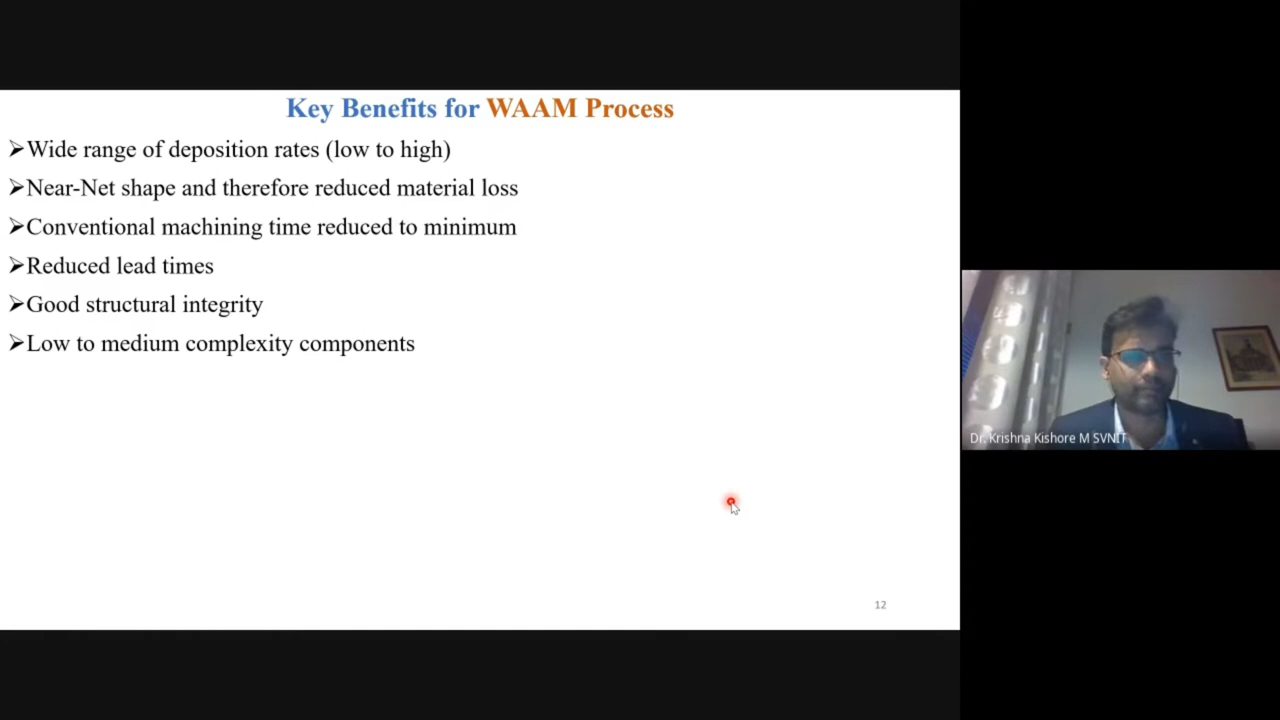 Key Benefits for WAAM Process
➢Wide range of deposition rates (low to high)
➢Near-Net shape and therefore reduced material loss
➢Conventional machining time reduced to minimum
➢Reduced lead times
➢Good structural integrity
➢Low to medium complexity components
Dr. Krishna Kishore M SVNIT
12